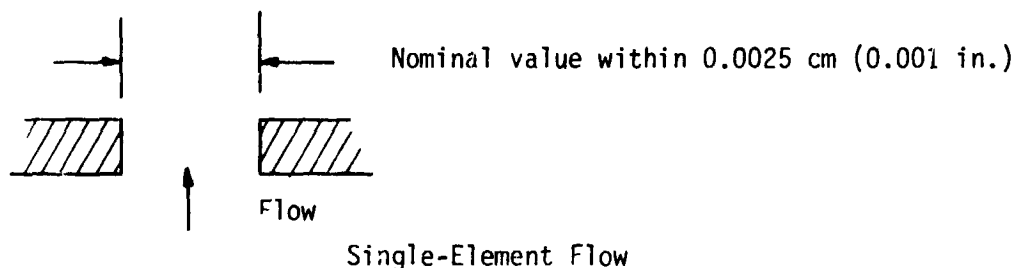 Nominal value within 0.0025 cm (0.001 in.)
Flow
Single-Element Flow